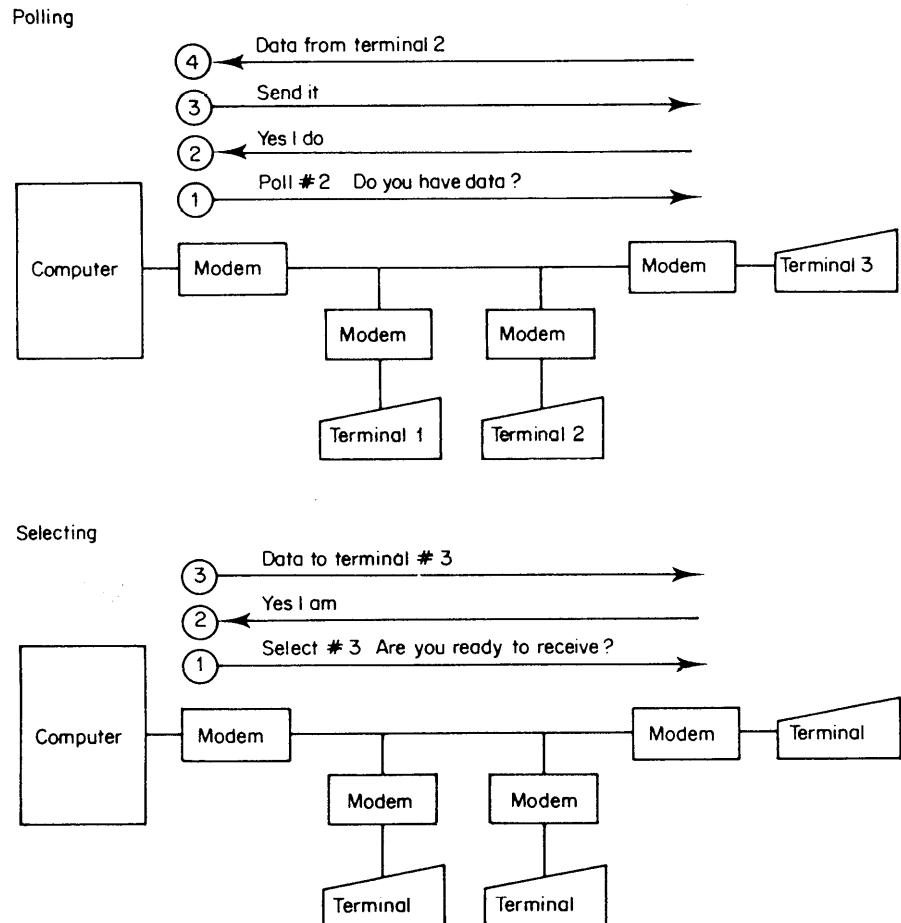 Polling
4 Data from terminal 2
3 Send it
2 Yes I do
1 Poll # 2 Do you have data?
Computer
Modem
Modem
Terminal 3
Modem
Modem
Terminal 1
Terminal 2
Selecting
3 Data to terminal # 3
2 Yes I am
1 Select # 3 Are you ready to receive?
Computer
Modem
Modem
Terminal
Modem
Modem
Terminal
Terminal